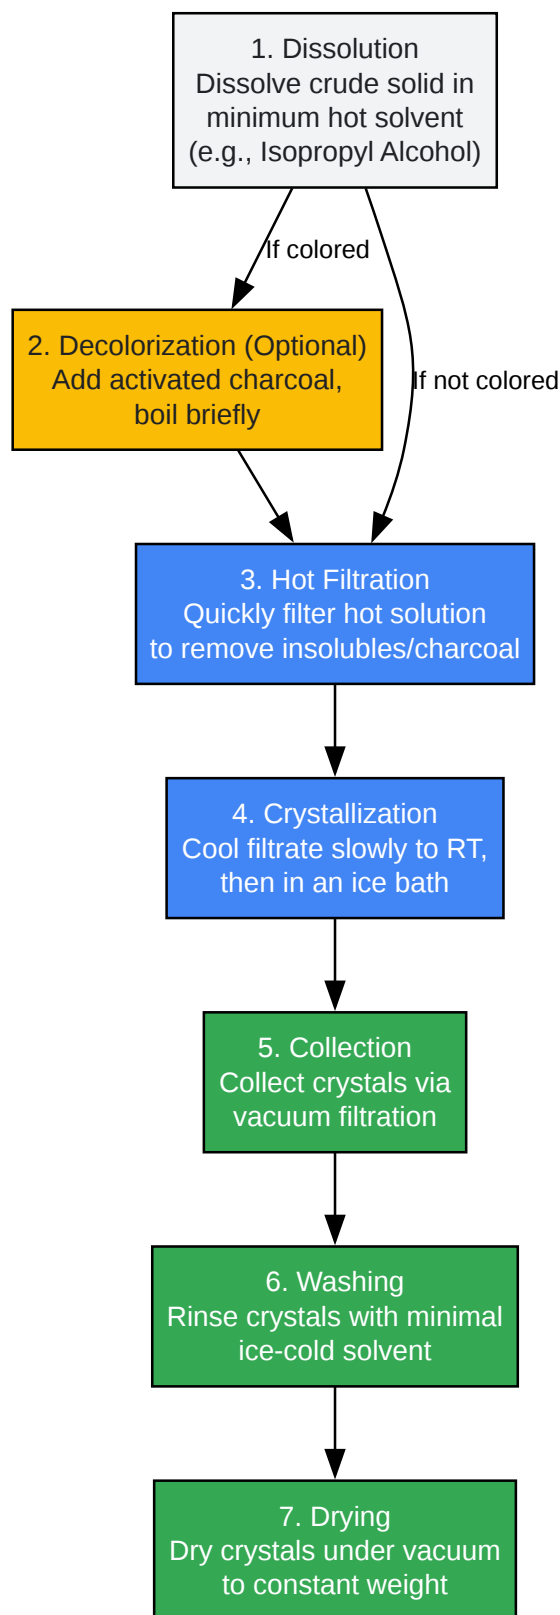 1. Dissolution
Dissolve crude solid in
minimum hot solvent
(e.g., Isopropyl Alcohol)
If colored
2. Decolorization (Optional)
Add activated charcoal,
boil briefly
If not colored
3. Hot Filtration
Quickly filter hot solution
to remove insolubles/charcoal
4. Crystallization
Cool filtrate slowly to RT,
then in an ice bath
5. Collection
Collect crystals via
vacuum filtration
6. Washing
Rinse crystals with minimal
ice-cold solvent
7. Drying
Dry crystals under vacuum
to constant weight